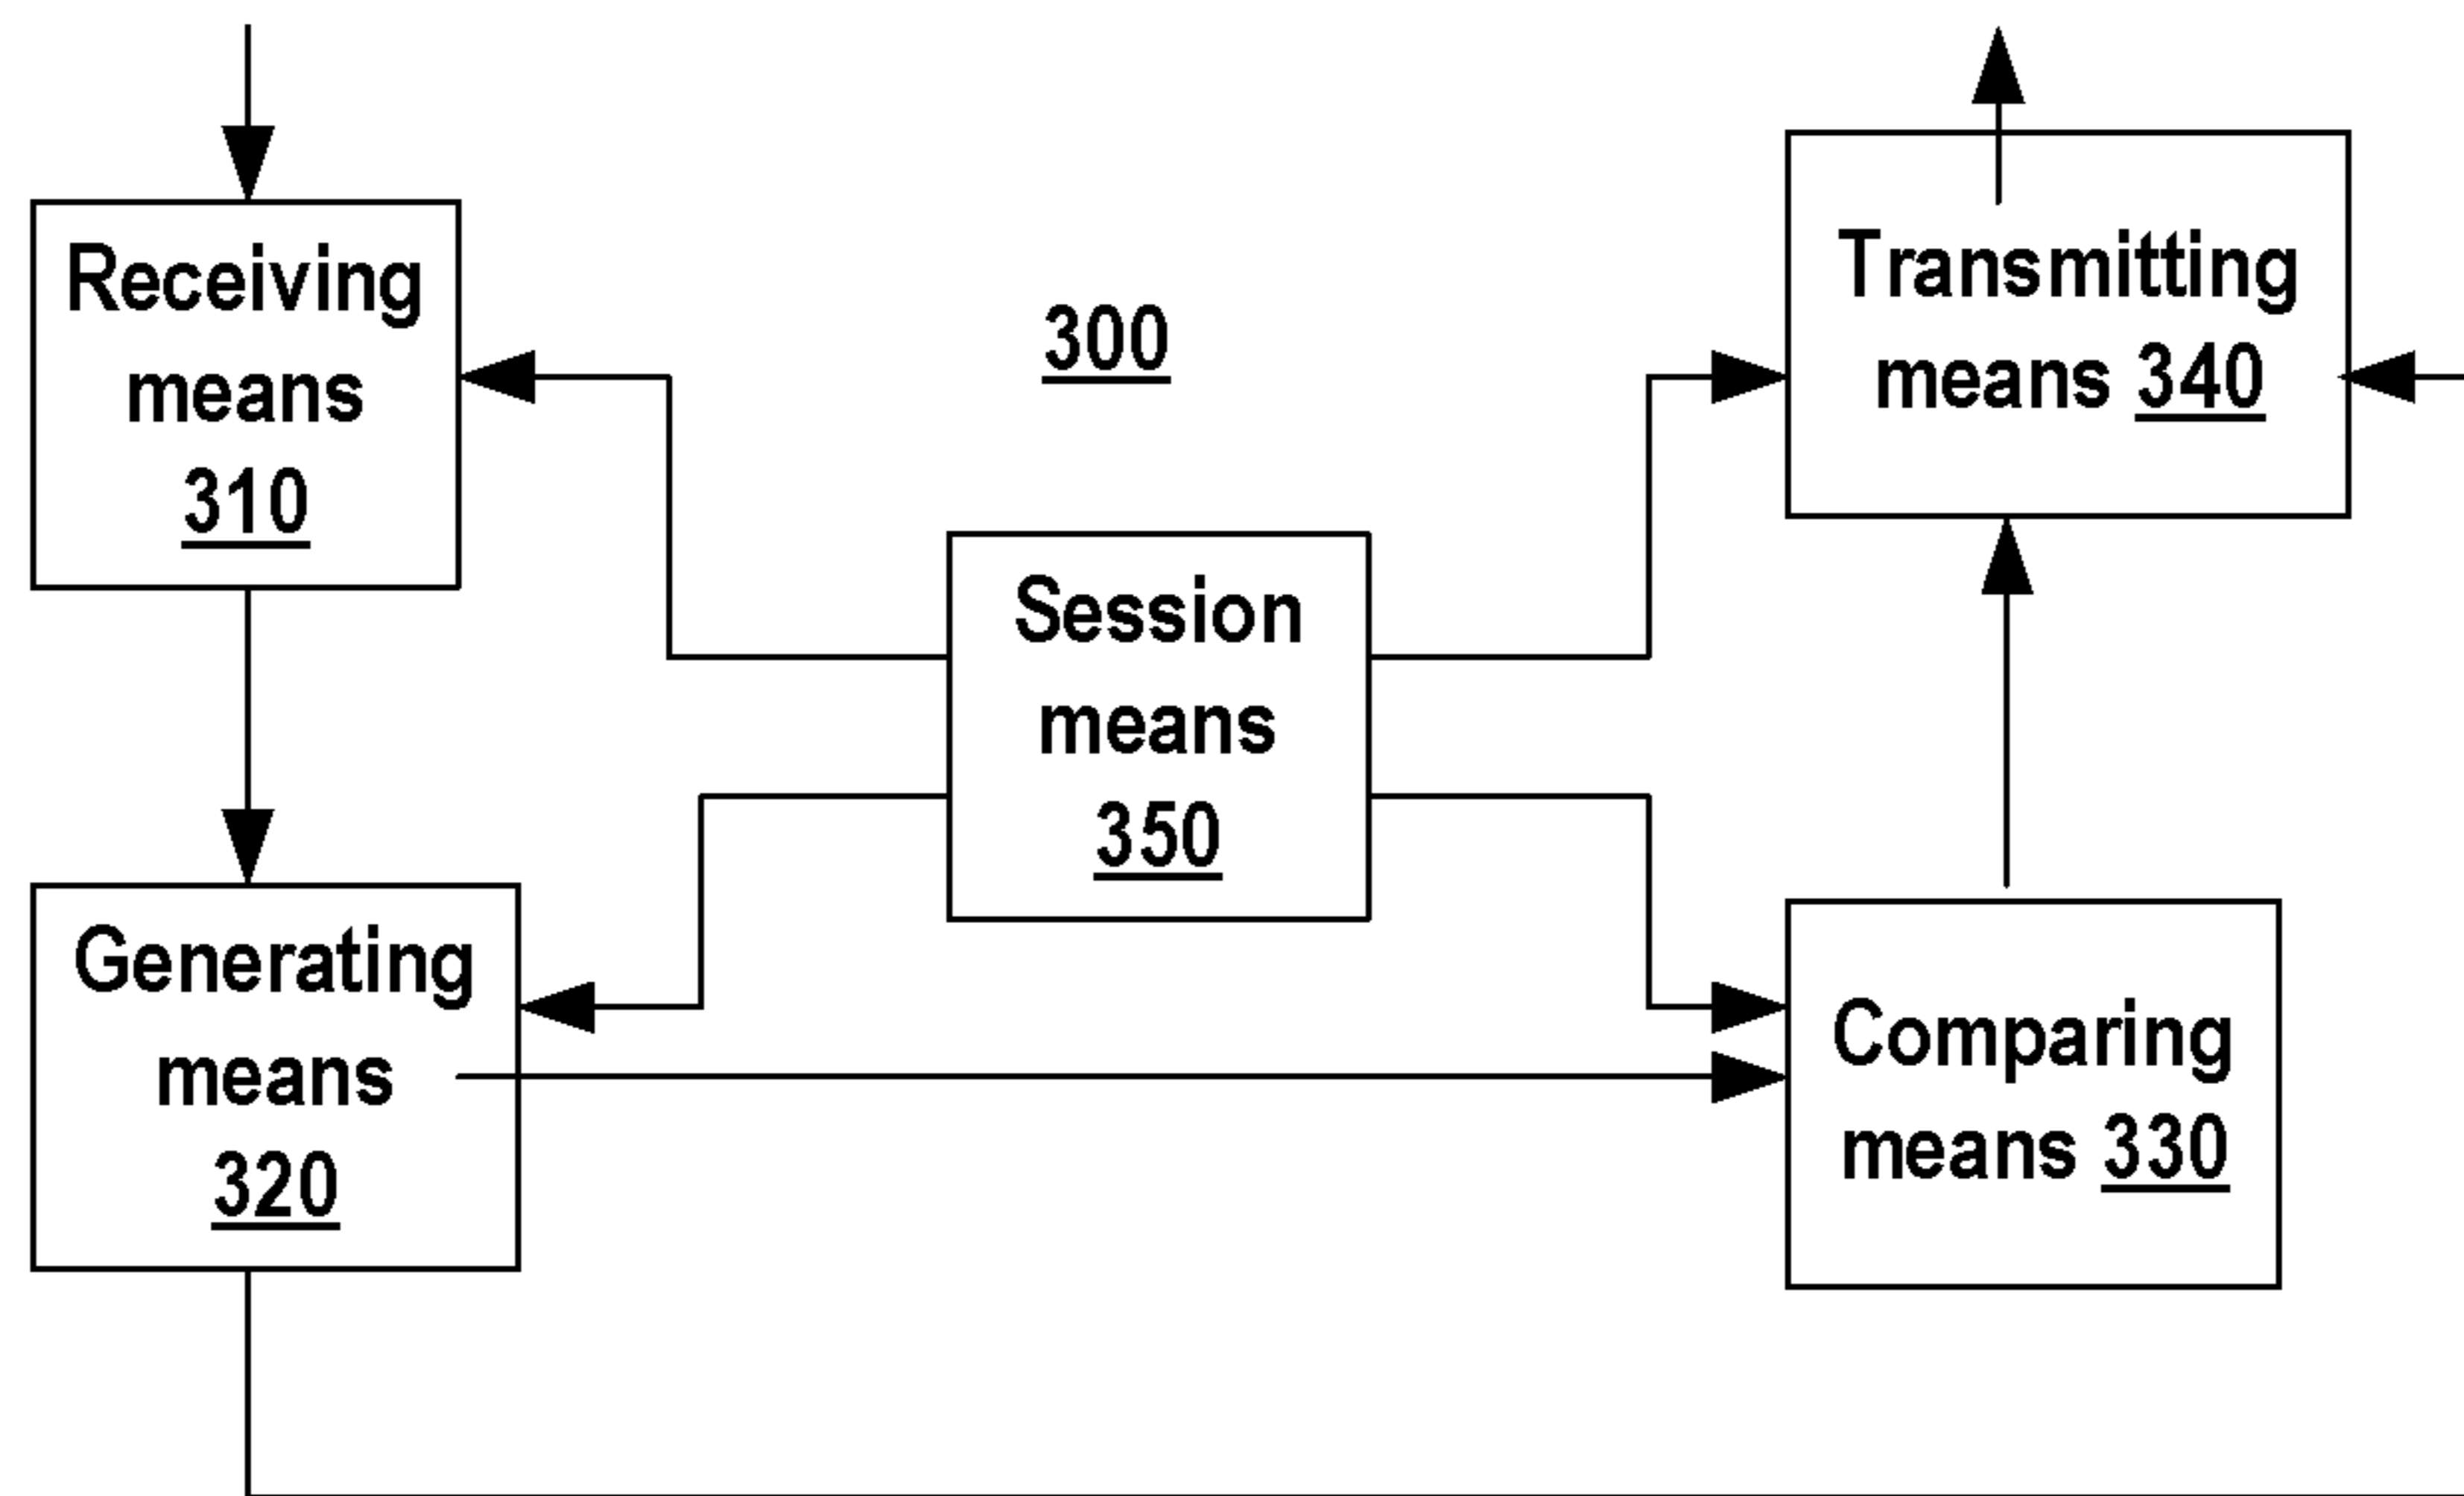 Receiving
means
310
300
Transmitting
means 340
Session
means
350
Generating
means
320
Comparing
means 330